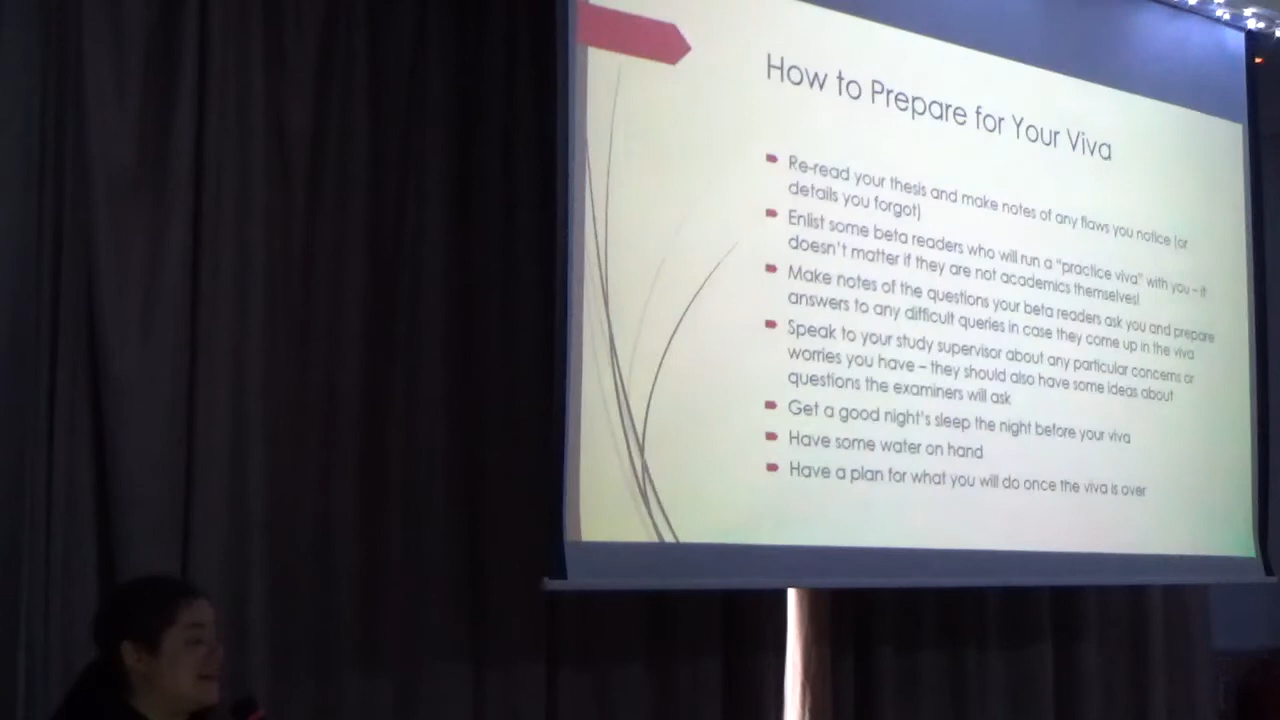 How to Prepare for Your Viva
Re-read your thesis and make notes of any flaws you notice (or
details you forgot)
Enlist some beta readers who will run a "practice viva" with you – it
doesn't matter if they are not academics themselves!
Make notes of the questions your beta readers ask you and prepare
answers to any difficult queries in case they come up in the viva
Speak to your study supervisor about any particular concerns or
worries you have – they should also have some ideas about
questions the examiners will ask
Get a good night's sleep the night before your viva
Have some water on hand
Have a plan for what you will do once the viva is over